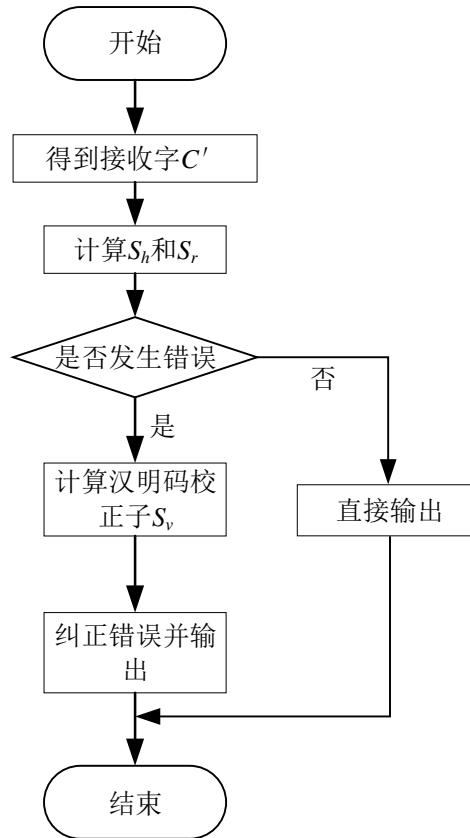 开始
得到接收字C′
计算Sh和Sr
是否发生错误
否
是
计算汉明码校
正子Sv
直接输出
纠正错误并输
出
结束